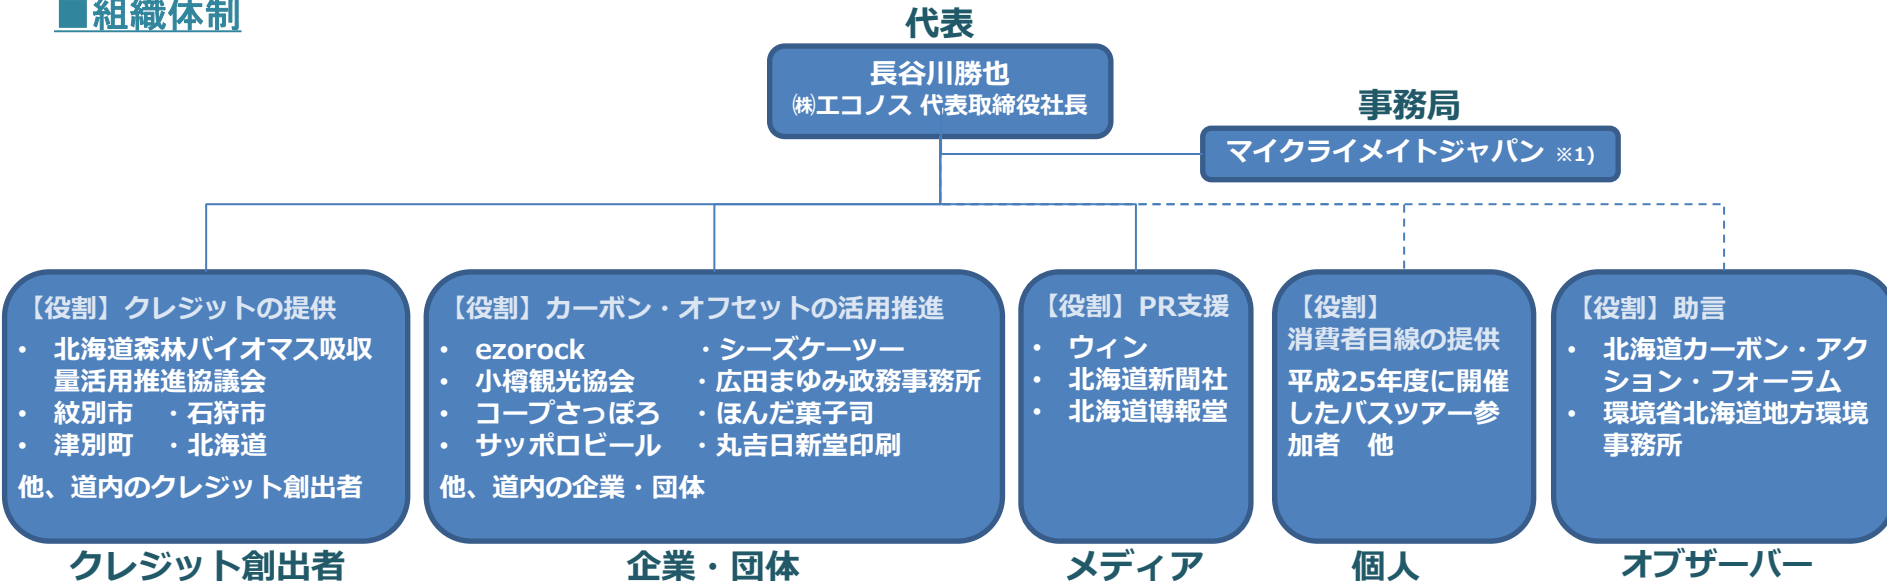 ■組織体制
代表
長谷川勝也
㈱エコノス 代表取締役社長
事務局
マイクライメイトジャパン ※1)
【役割】クレジットの提供
• 北海道森林バイオマス吸収
量活用推進協議会
• 紋別市 ・石狩市
• 津別町 ・北海道
他、道内のクレジット創出者
クレジット創出者
【役割】カーボン・オフセットの活用推進
• ezorock ・シーズケーツー
• 小樽観光協会 ・広田まゆみ政務事務所
• コープさっぽろ ・ほんだ菓子司
• サッポロビール ・丸吉日新堂印刷
他、道内の企業・団体
企業・団体
【役割】PR支援
• ウィン
• 北海道新聞社
• 北海道博報堂
メディア
【役割】
消費者目線の提供
平成25年度に開催
したバスツアー参
加者 他
個人
【役割】助言
• 北海道カーボン・アク
ション・フォーラム
• 環境省北海道地方環境
事務所
オブザーバー